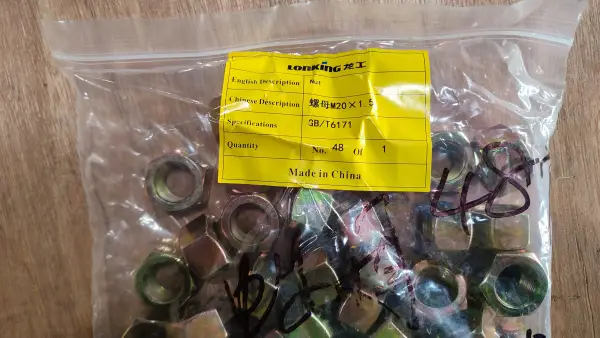 LONKING 龙工
English Description Nut
Chinese Description 螺母M20×1.5
Specifications GB/T6171
Quantity No. 48 Of 1
Made in China
48